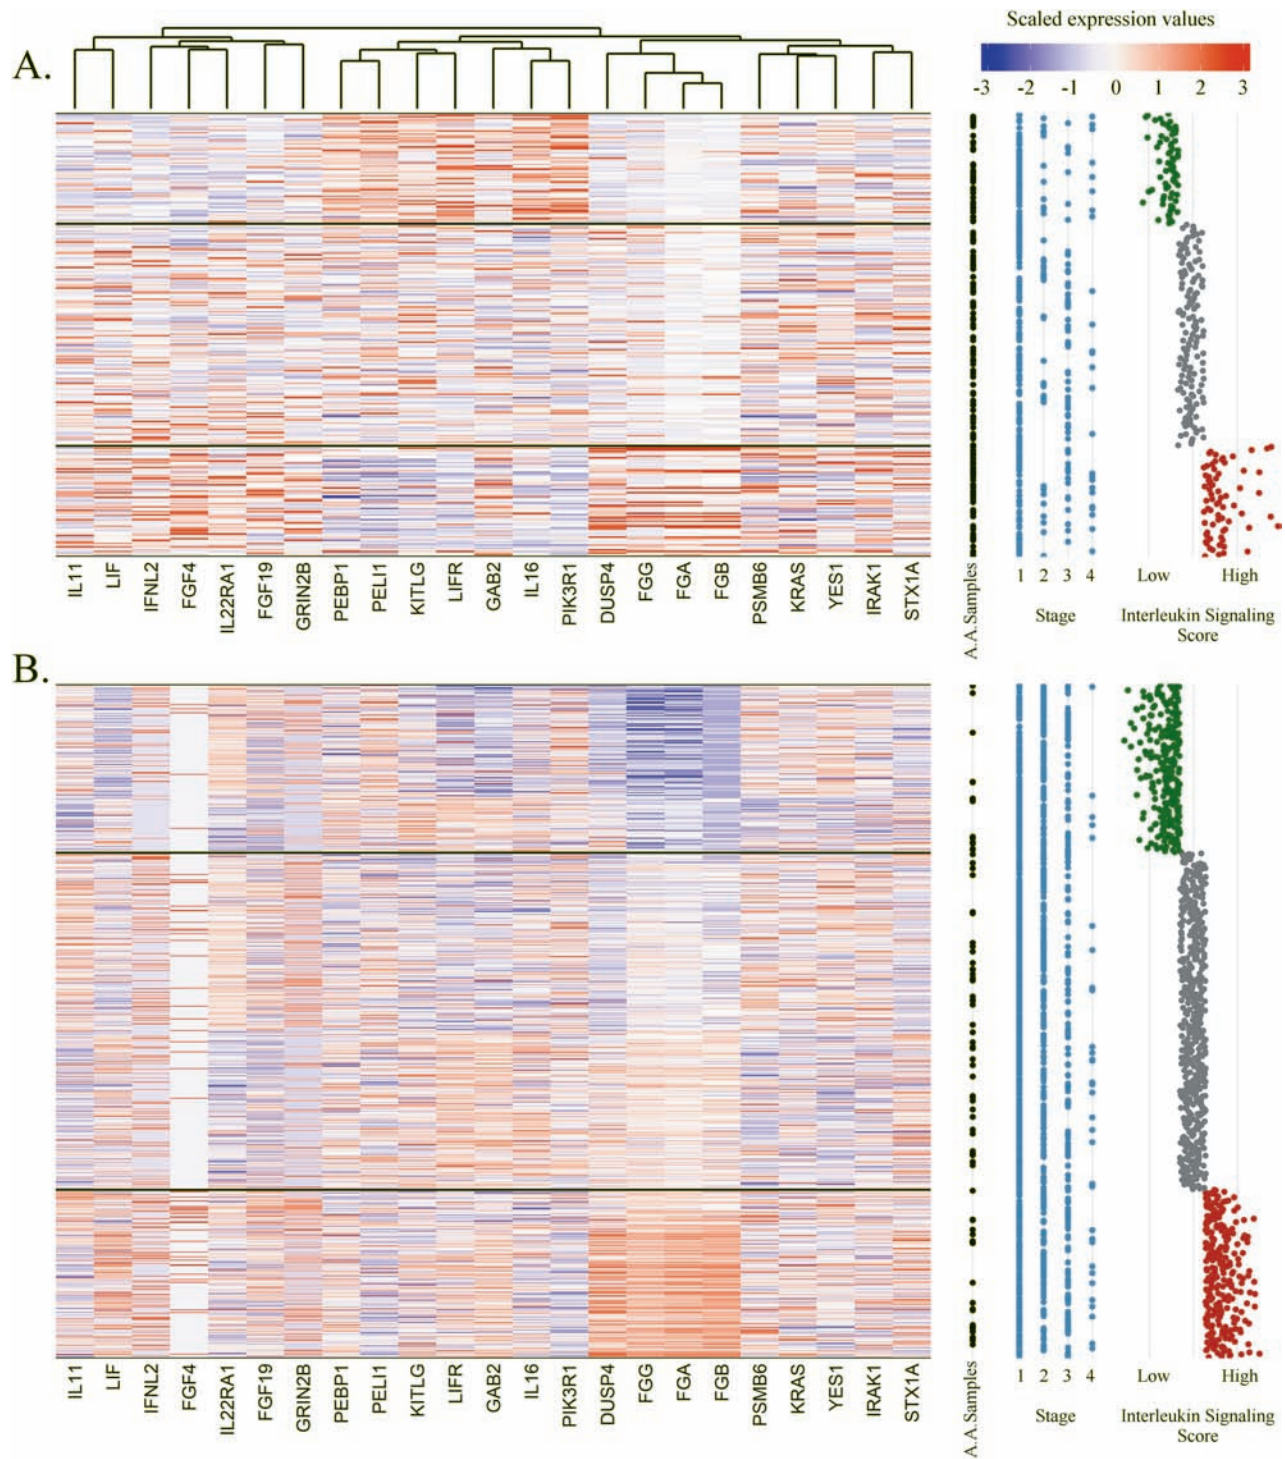 Scaled expression values
A.
-3 -2 -1 0 1 2 3
IL11 LIF IFNL2 FGF4 IL22RA1 FGF19 GRIN2B PEBP1 PELI1 KITLG LIFR GAB2 IL16 PIK3R1 DUSP4 FGG FGA FGB PSMB6 KRAS YES1 IRAK1 STX1A
A.A.Samples
1 2 3 4
Low High
Stage
Interleukin Signaling
Score
B.
IL11 LIF IFNL2 FGF4 IL22RA1 FGF19 GRIN2B PEBP1 PELI1 KITLG LIFR GAB2 IL16 PIK3R1 DUSP4 FGG FGA FGB PSMB6 KRAS YES1 IRAK1 STX1A
A.A.Samples
1 2 3 4
Low High
Stage
Interleukin Signaling
Score